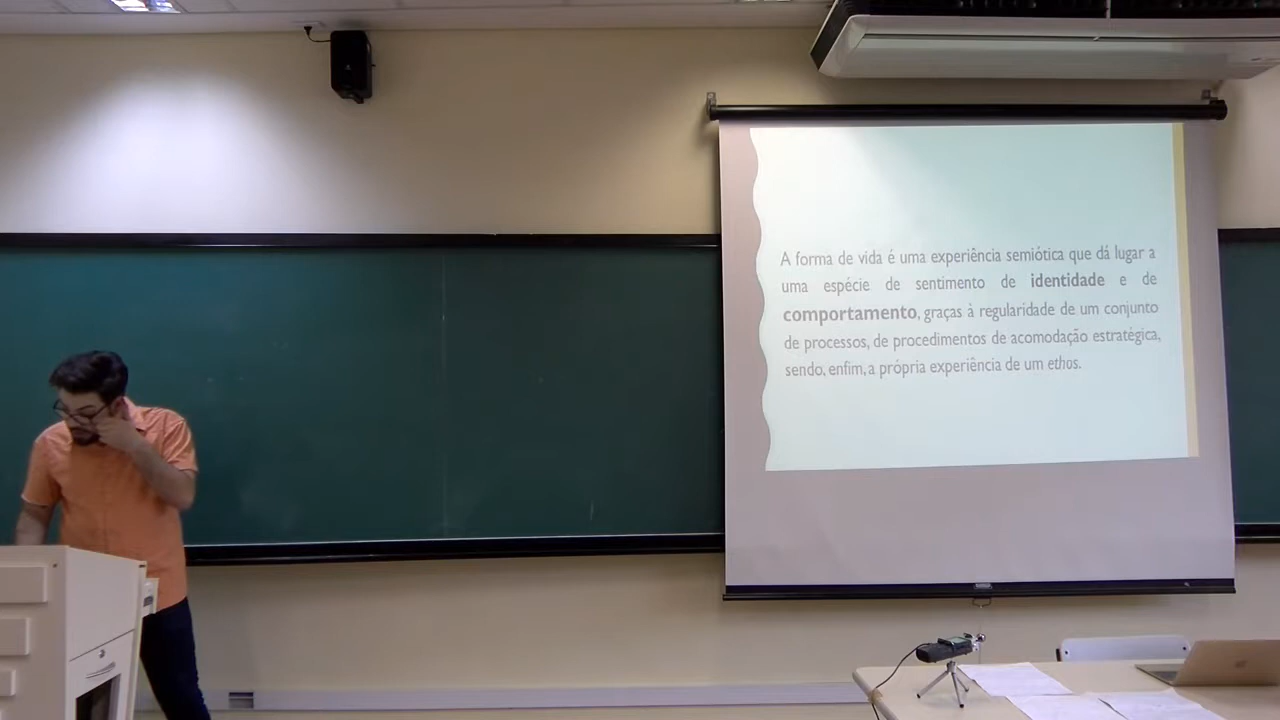 A forma de vida é uma experiência semiótica que dá lugar a
uma espécie de sentimento de identidade e de
comportamento, graças à regularidade de um conjunto
de processos, de procedimentos de acomodação estratégica,
sendo, enfim, a própria experiência de um ethos.